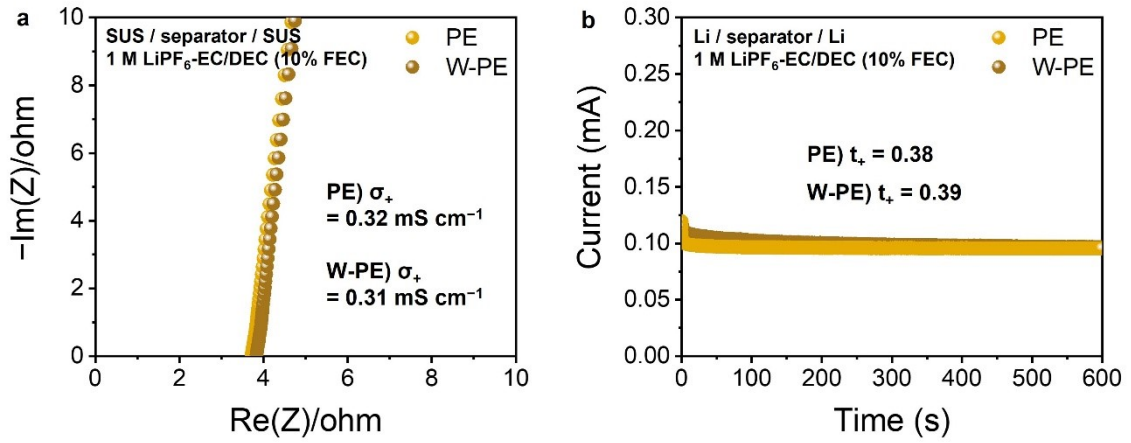 a
SUS / separator / SUS
1 M LiPF₆-EC/DEC (10% FEC)
PE
W-PE
PE) σ₊
= 0.32 mS cm⁻¹
W-PE) σ₊
= 0.31 mS cm⁻¹
−Im(Z)/ohm
10
8
6
4
2
0
0 2 4 6 8 10
Re(Z)/ohm
b
Li / separator / Li
1 M LiPF₆-EC/DEC (10% FEC)
PE
W-PE
PE) t₊ = 0.38
W-PE) t₊ = 0.39
Current (mA)
0.30
0.25
0.20
0.15
0.10
0.05
0.00
0 100 200 300 400 500 600
Time (s)